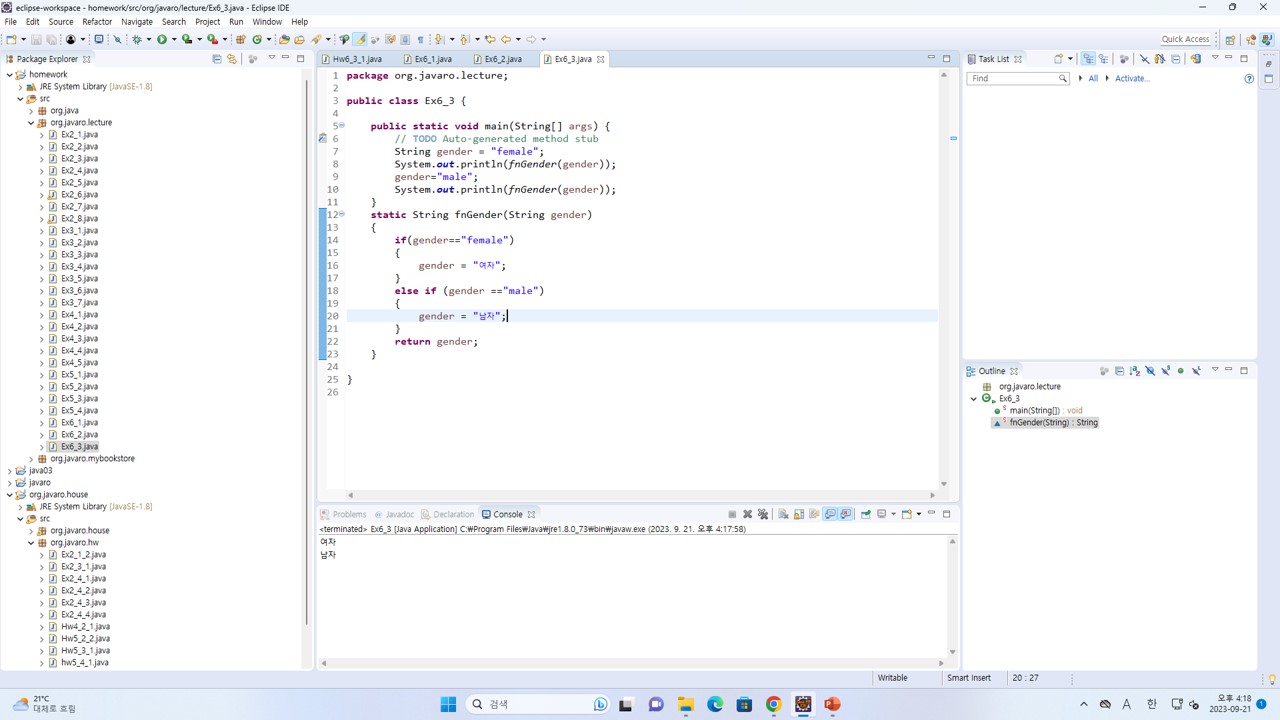 eclipse-workspace - homework/src/org/javaro/lecture/Ex6_3.java - Eclipse IDE
File Edit Source Refactor Navigate Search Project Run Window Help
Quick Access
Package Explorer
homework
JRE System Library [JavaSE-1.8]
src
org.java
org.javaro.lecture
Ex2_1.java
Ex2_2.java
Ex2_3.java
Ex2_4.java
Ex2_5.java
Ex2_6.java
Ex2_7.java
Ex2_8.java
Ex3_1.java
Ex3_2.java
Ex3_3.java
Ex3_4.java
Ex3_5.java
Ex3_6.java
Ex3_7.java
Ex4_1.java
Ex4_2.java
Ex4_3.java
Ex4_4.java
Ex4_5.java
Ex5_1.java
Ex5_2.java
Ex5_3.java
Ex5_4.java
Ex6_1.java
Ex6_2.java
Ex6_3.java
org.javaro.mybookstore
java03
javaro
org.javaro.house
JRE System Library [JavaSE-1.8]
src
org.javaro.house
org.javaro.hw
Ex2_1_2.java
Ex2_3_1.java
Ex2_4_1.java
Ex2_4_2.java
Ex2_4_3.java
Ex2_4_4.java
Hw4_2_1.java
Hw5_2_2.java
Hw5_3_1.java
hw5_4_1.java
Hw6_3_1.java Ex6_1.java Ex6_2.java Ex6_3.java
1 package org.javaro.lecture;
2
3 public class Ex6_3 {
4
5 public static void main(String[] args) {
6 // TODO Auto-generated method stub
7 String gender = "female";
8 System.out.println(fnGender(gender));
9 gender="male";
10 System.out.println(fnGender(gender));
11 }
12 static String fnGender(String gender)
13 {
14 if(gender=="female")
15 {
16 gender = "여자";
17 }
18 else if (gender =="male")
19 {
20 gender = "남자";
21 }
22 return gender;
23 }
24
25 }
26
Problems Javadoc Declaration Console
<terminated> Ex6_3 [Java Application] C:₩Program Files₩Java₩jre1.8.0_73₩bin₩javaw.exe (2023. 9. 21. 오후 4:17:58)
여자
남자
Task List
Find All Activate...
Outline
org.javaro.lecture
Ex6_3
main(String[]) : void
fnGender(String) : String
Writable Smart Insert 20 : 27
21°C
대체로 흐림
검색
A 한
오후 4:18
2023-09-21